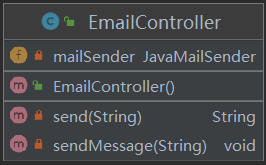 EmailController
mailSender JavaMailSender
EmailController()
send(String) String
sendMessage(String) void